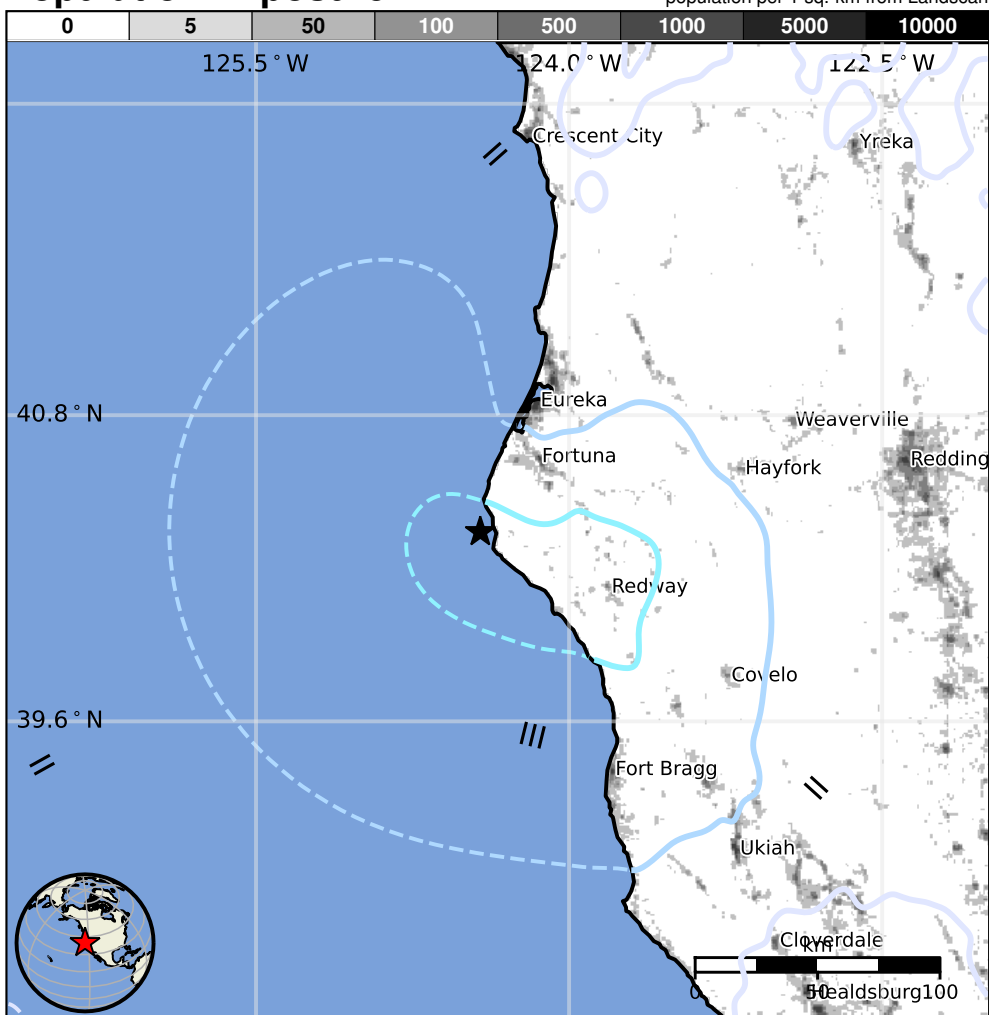 population per 1 sq. km from Landscan
0 5 50 100 500 1000 5000 10000
125.5°W 124.0°W 122.5°W
Crescent City
Yreka
40.8°N
Eureka
Weaverville
Fortuna
Hayfork
Redding
Redway
Covelo
39.6°N
III
II
Fort Bragg
Ukiah
Cloverdale
km
0 50 100
Healdsburg